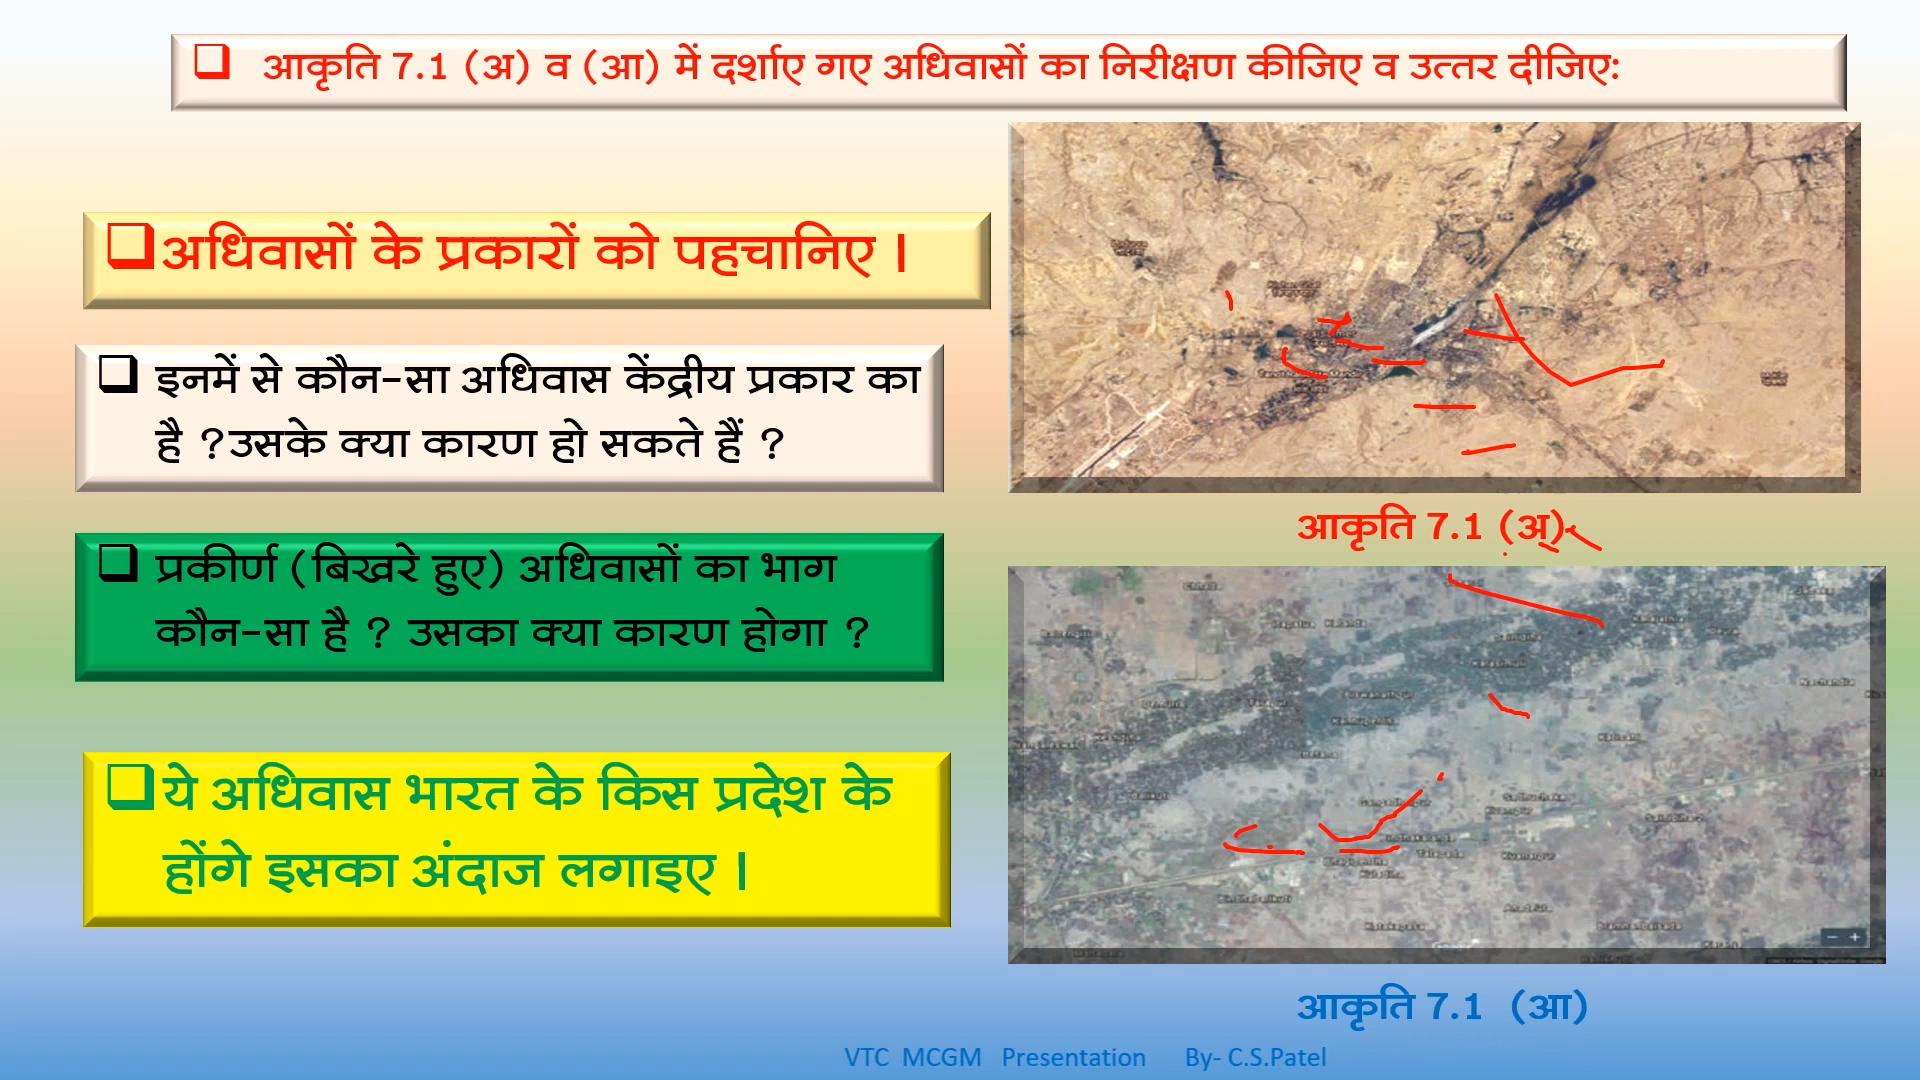 आकृति 7.1 (अ) व (आ) में दर्शाए गए अधिवासों का निरीक्षण कीजिए व उत्तर दीजिए:
अधिवासों के प्रकारों को पहचानिए ।
इनमें से कौन-सा अधिवास केंद्रीय प्रकार का
है ?उसके क्या कारण हो सकते हैं ?
प्रकीर्ण (बिखरे हुए) अधिवासों का भाग
कौन-सा है ? उसका क्या कारण होगा ?
ये अधिवास भारत के किस प्रदेश के
होंगे इसका अंदाज लगाइए ।
आकृति 7.1 (अ)
आकृति 7.1 (आ)
VTC MCGM Presentation By- C.S.Patel